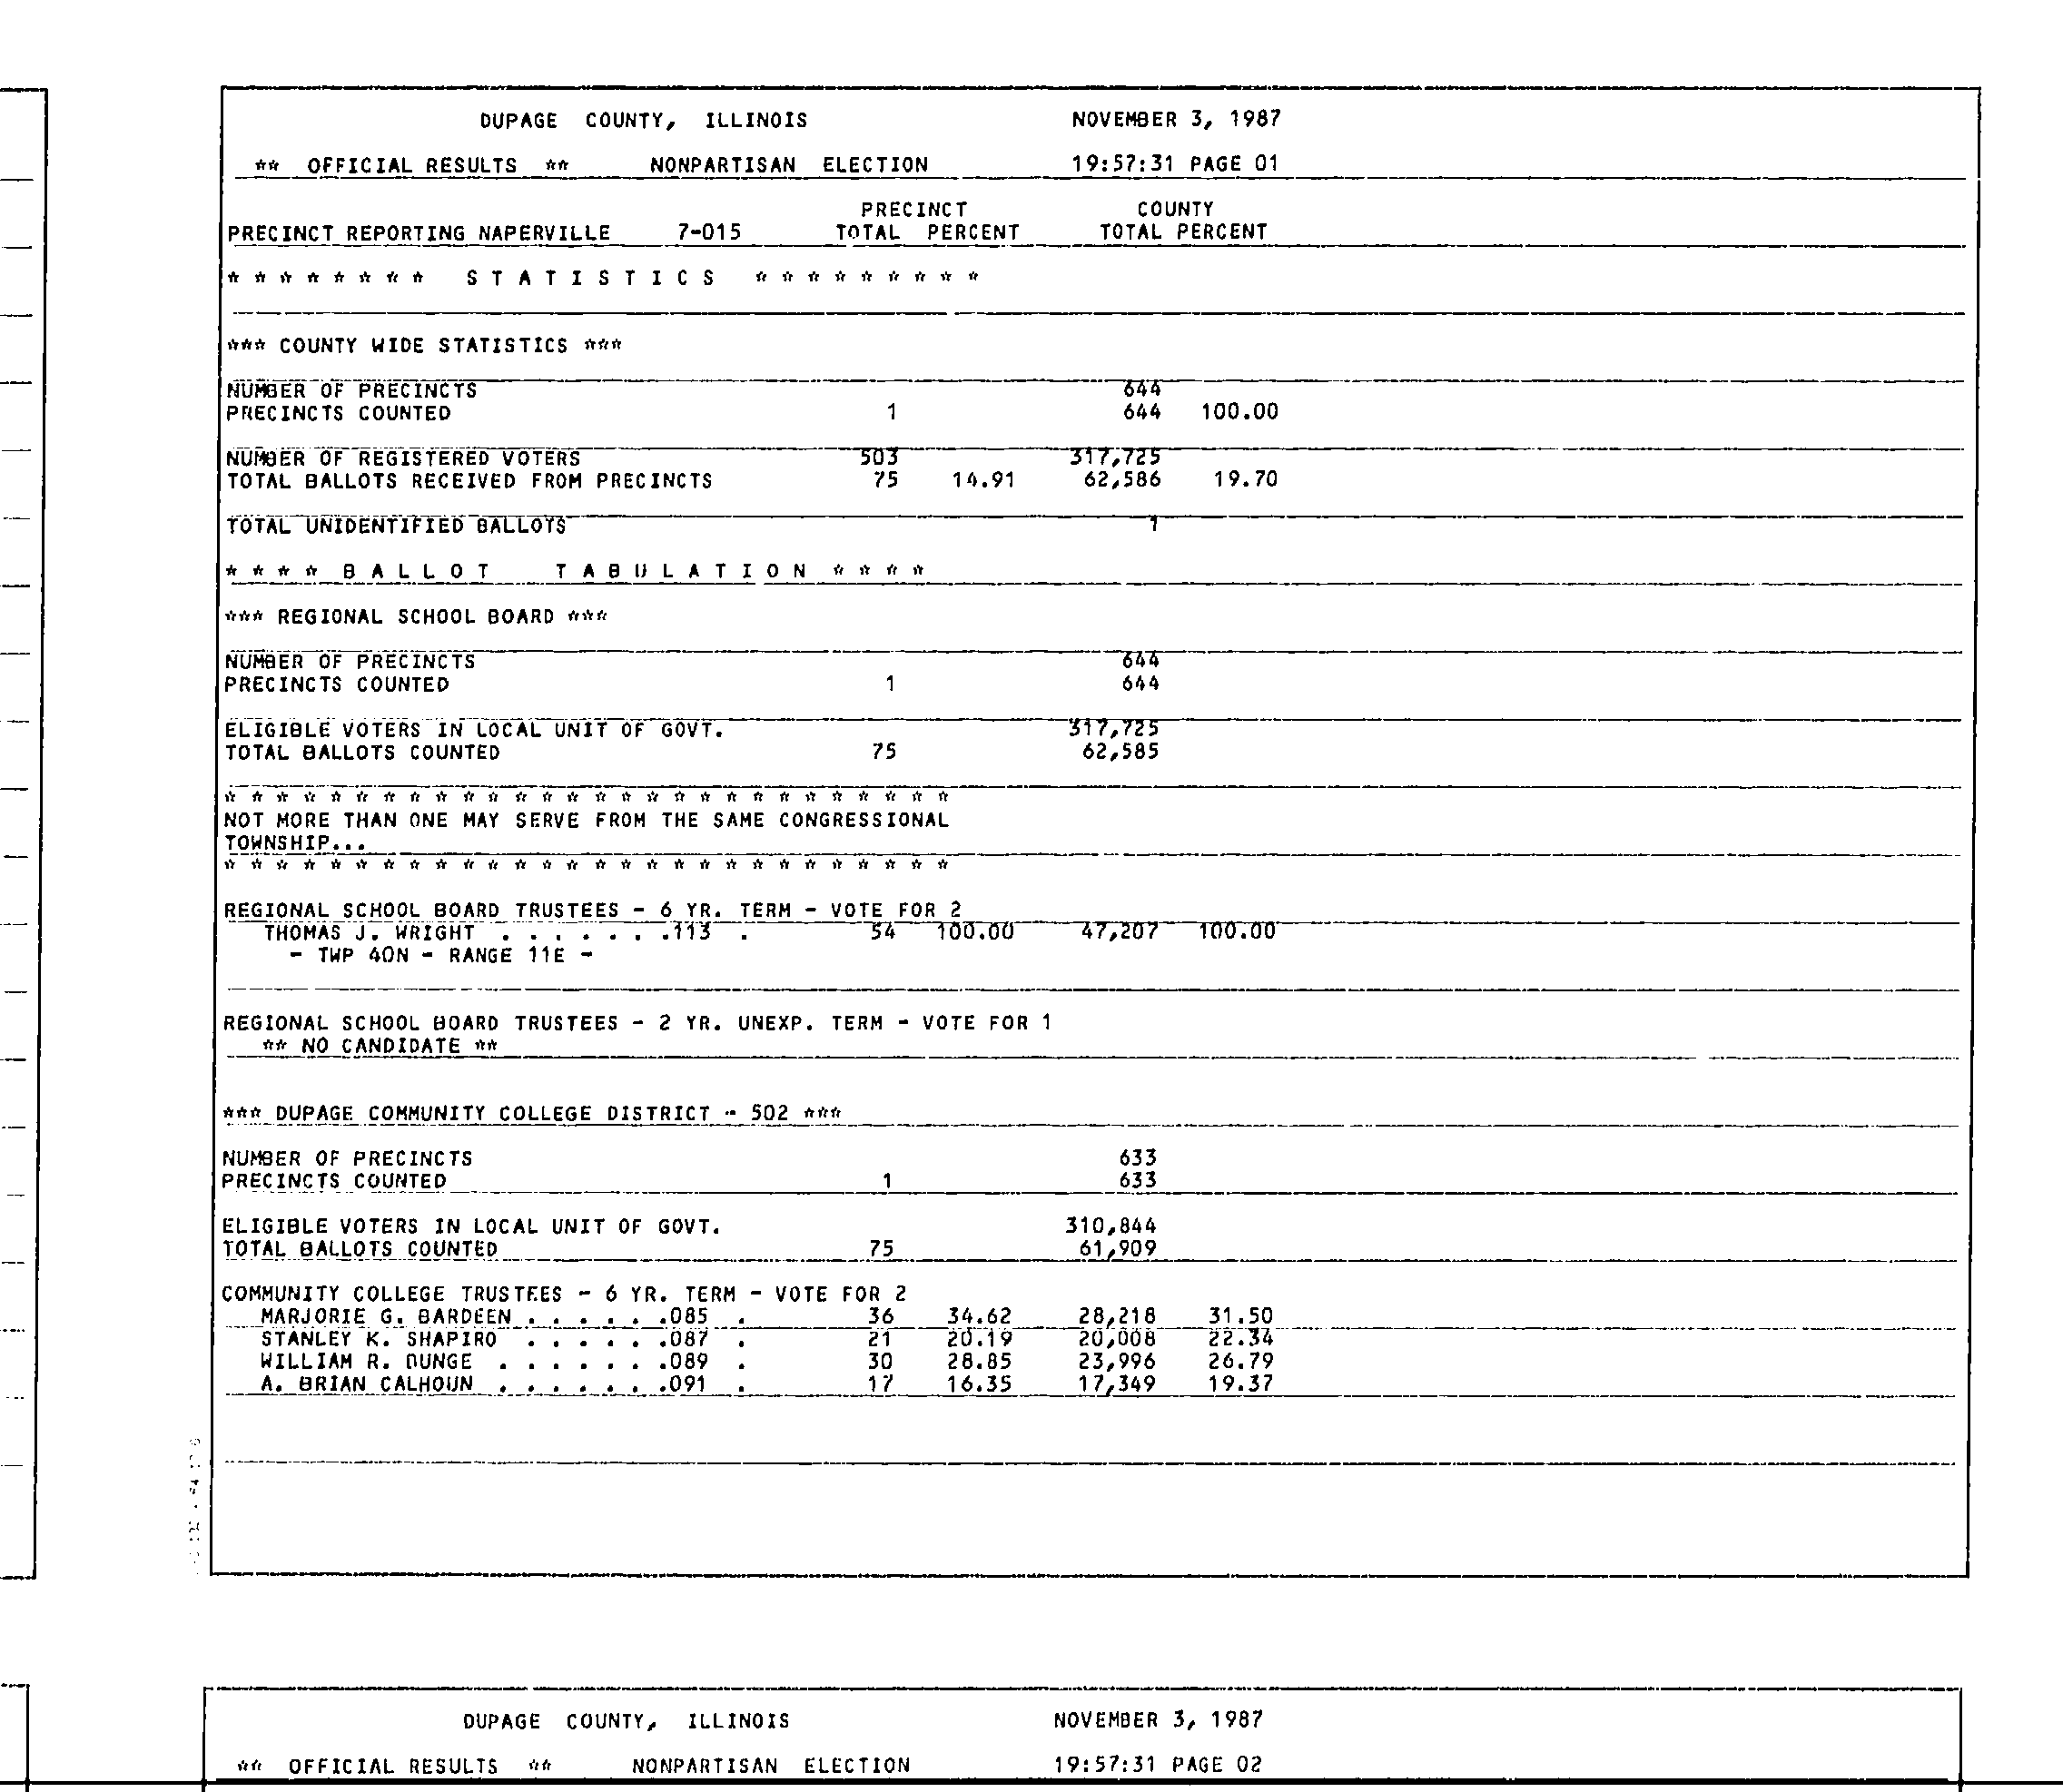 DUPAGE COUNTY, ILLINOIS NOVEMBER 3, 1987
** OFFICIAL RESULTS ** NONPARTISAN ELECTION 19:57:31 PAGE 01
PRECINCT COUNTY
PRECINCT REPORTING NAPERVILLE 7-015 TOTAL PERCENT TOTAL PERCENT
* * * * * * * * S T A T I S T I C S * * * * * * * * *
*** COUNTY WIDE STATISTICS ***
NUMBER OF PRECINCTS 644
PRECINCTS COUNTED 1 644 100.00
NUMBER OF REGISTERED VOTERS 503 317,725
TOTAL BALLOTS RECEIVED FROM PRECINCTS 75 14.91 62,586 19.70
TOTAL UNIDENTIFIED BALLOTS 1
* * * * B A L L O T T A B U L A T I O N * * * *
*** REGIONAL SCHOOL BOARD ***
NUMBER OF PRECINCTS 644
PRECINCTS COUNTED 1 644
ELIGIBLE VOTERS IN LOCAL UNIT OF GOVT. 317,725
TOTAL BALLOTS COUNTED 75 62,585
* * * * * * * * * * * * * * * * * * * * * * * * * * * *
NOT MORE THAN ONE MAY SERVE FROM THE SAME CONGRESSIONAL
TOWNSHIP...
* * * * * * * * * * * * * * * * * * * * * * * * * * * *
REGIONAL SCHOOL BOARD TRUSTEES - 6 YR. TERM - VOTE FOR 2
THOMAS J. WRIGHT . . . . . . .113 . 54 100.00 47,207 100.00
- TWP 40N - RANGE 11E -
REGIONAL SCHOOL BOARD TRUSTEES - 2 YR. UNEXP. TERM - VOTE FOR 1
** NO CANDIDATE **
*** DUPAGE COMMUNITY COLLEGE DISTRICT - 502 ***
NUMBER OF PRECINCTS 633
PRECINCTS COUNTED 1 633
ELIGIBLE VOTERS IN LOCAL UNIT OF GOVT. 310,844
TOTAL BALLOTS COUNTED 75 61,909
COMMUNITY COLLEGE TRUSTEES - 6 YR. TERM - VOTE FOR 2
MARJORIE G. BARDEEN . . . . . .085 . 36 34.62 28,218 31.50
STANLEY K. SHAPIRO . . . . . .087 . 21 20.19 20,008 22.34
WILLIAM R. BUNGE . . . . . . .089 . 30 28.85 23,996 26.79
A. BRIAN CALHOUN . . . . . . .091 . 17 16.35 17,349 19.37
DUPAGE COUNTY, ILLINOIS NOVEMBER 3, 1987
** OFFICIAL RESULTS ** NONPARTISAN ELECTION 19:57:31 PAGE 02